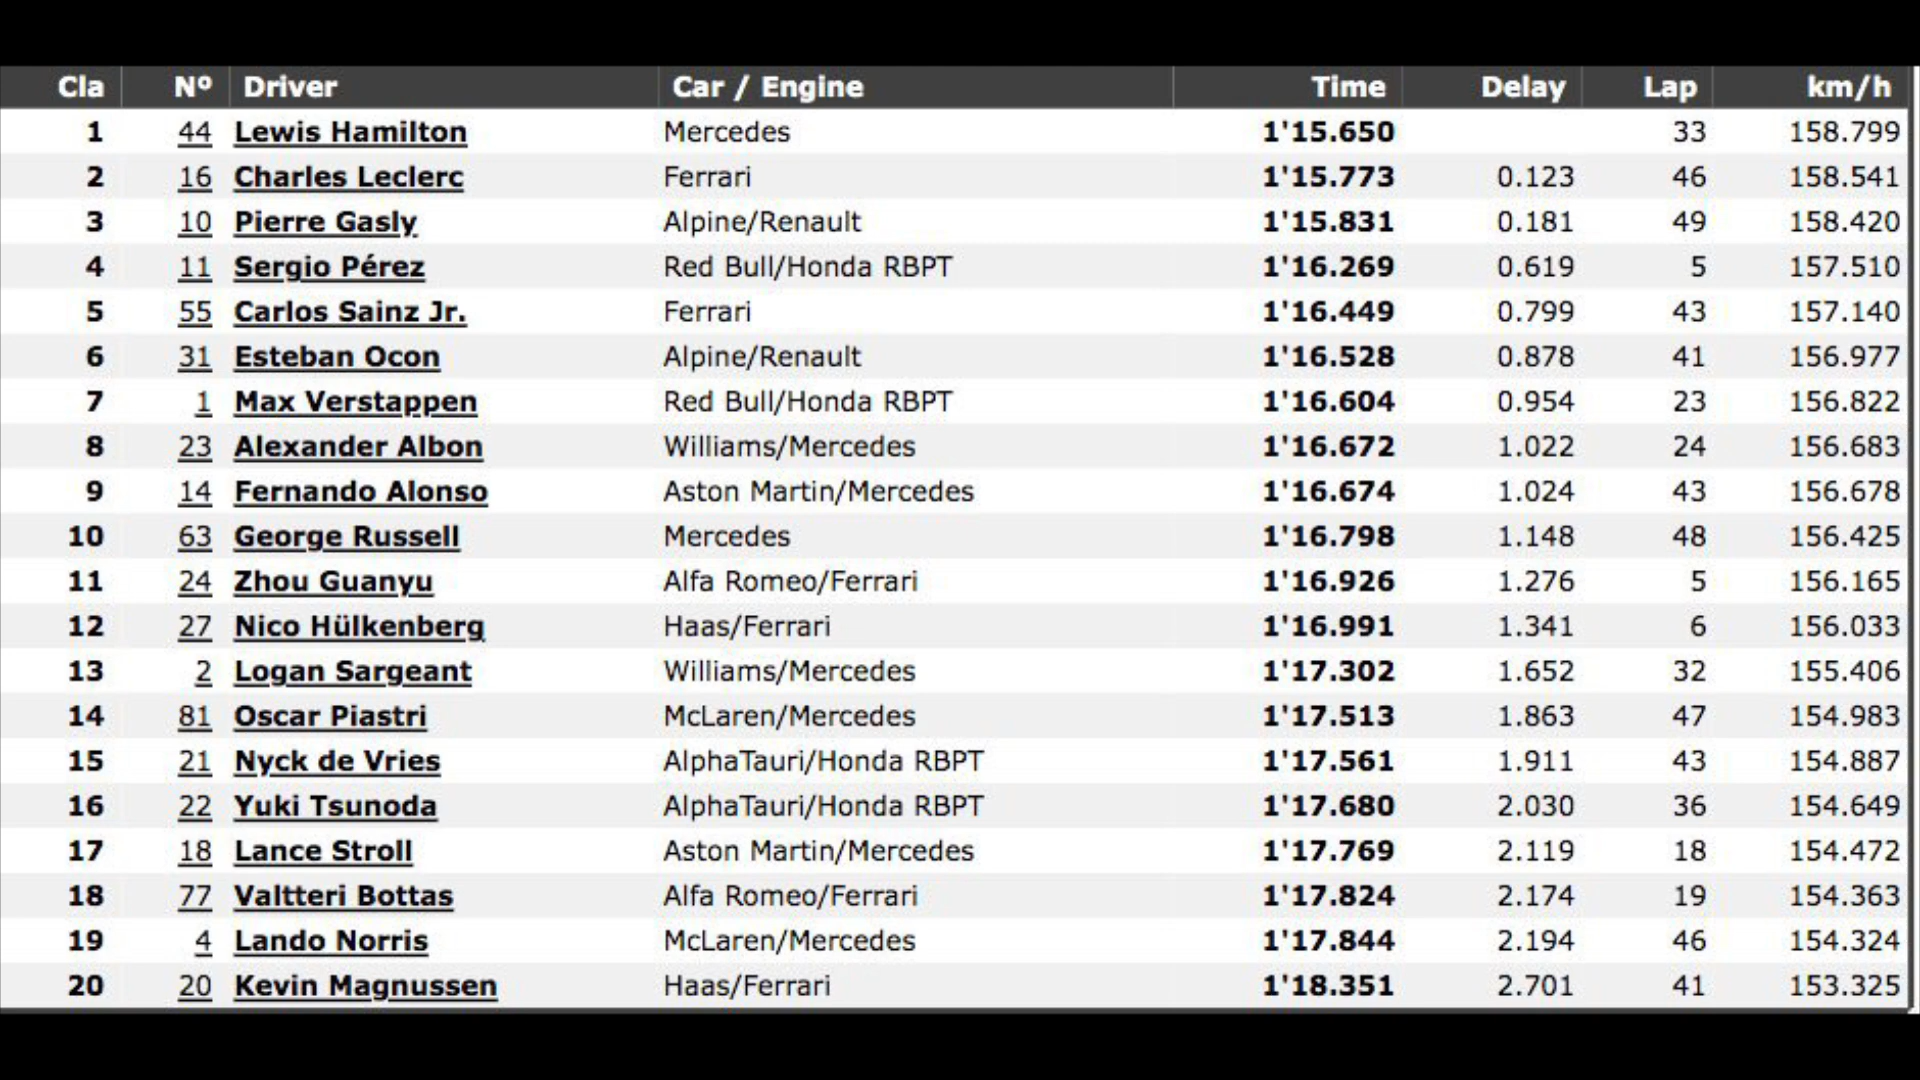 Cla Nº Driver Car / Engine Time Delay Lap km/h
1 44 Lewis Hamilton Mercedes 1'15.650 33 158.799
2 16 Charles Leclerc Ferrari 1'15.773 0.123 46 158.541
3 10 Pierre Gasly Alpine/Renault 1'15.831 0.181 49 158.420
4 11 Sergio Pérez Red Bull/Honda RBPT 1'16.269 0.619 5 157.510
5 55 Carlos Sainz Jr. Ferrari 1'16.449 0.799 43 157.140
6 31 Esteban Ocon Alpine/Renault 1'16.528 0.878 41 156.977
7 1 Max Verstappen Red Bull/Honda RBPT 1'16.604 0.954 23 156.822
8 23 Alexander Albon Williams/Mercedes 1'16.672 1.022 24 156.683
9 14 Fernando Alonso Aston Martin/Mercedes 1'16.674 1.024 43 156.678
10 63 George Russell Mercedes 1'16.798 1.148 48 156.425
11 24 Zhou Guanyu Alfa Romeo/Ferrari 1'16.926 1.276 5 156.165
12 27 Nico Hülkenberg Haas/Ferrari 1'16.991 1.341 6 156.033
13 2 Logan Sargeant Williams/Mercedes 1'17.302 1.652 32 155.406
14 81 Oscar Piastri McLaren/Mercedes 1'17.513 1.863 47 154.983
15 21 Nyck de Vries AlphaTauri/Honda RBPT 1'17.561 1.911 43 154.887
16 22 Yuki Tsunoda AlphaTauri/Honda RBPT 1'17.680 2.030 36 154.649
17 18 Lance Stroll Aston Martin/Mercedes 1'17.769 2.119 18 154.472
18 77 Valtteri Bottas Alfa Romeo/Ferrari 1'17.824 2.174 19 154.363
19 4 Lando Norris McLaren/Mercedes 1'17.844 2.194 46 154.324
20 20 Kevin Magnussen Haas/Ferrari 1'18.351 2.701 41 153.325